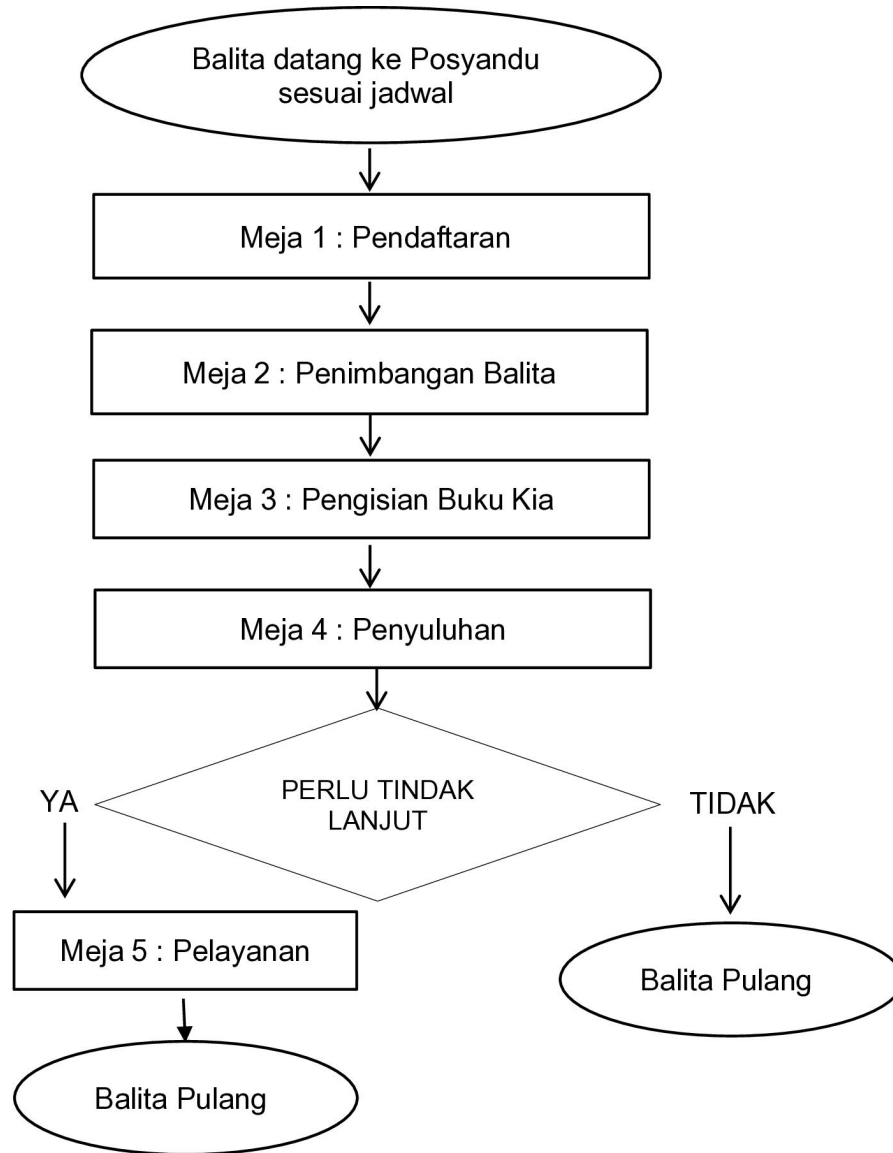 Balita datang ke Posyandu
sesuai jadwal
Meja 1 : Pendaftaran
Meja 2 : Penimbangan Balita
Meja 3 : Pengisian Buku Kia
Meja 4 : Penyuluhan
PERLU TINDAK
LANJUT
YA
TIDAK
Meja 5 : Pelayanan
Balita Pulang
Balita Pulang